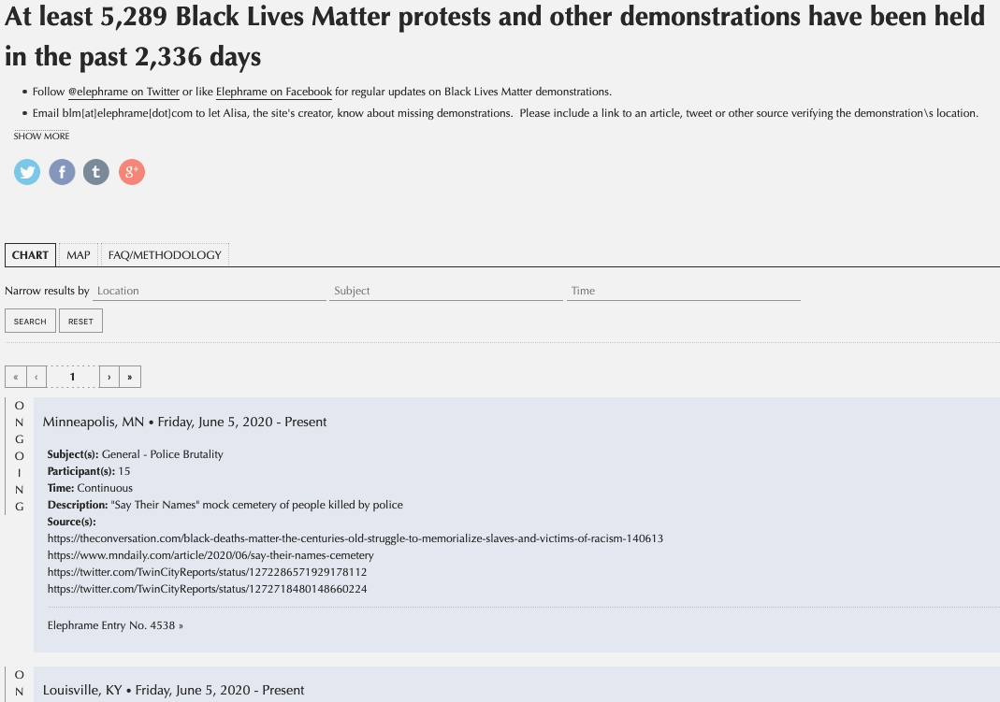 At least 5,289 Black Lives Matter protests and other demonstrations have been held
in the past 2,336 days
• Follow @elephrame on Twitter or like Elephrame on Facebook for regular updates on Black Lives Matter demonstrations.
• Email blm[at]elephrame[dot]com to let Alisa, the site's creator, know about missing demonstrations. Please include a link to an article, tweet or other source verifying the demonstration\s location.
SHOW MORE
f t g+
CHART MAP FAQ/METHODOLOGY
Narrow results by Location Subject Time
SEARCH RESET
« ‹ 1 › »
ONGOING
Minneapolis, MN • Friday, June 5, 2020 - Present
Subject(s): General - Police Brutality
Participant(s): 15
Time: Continuous
Description: "Say Their Names" mock cemetery of people killed by police
Source(s):
https://theconversation.com/black-deaths-matter-the-centuries-old-struggle-to-memorialize-slaves-and-victims-of-racism-140613
https://www.mndaily.com/article/2020/06/say-their-names-cemetery
https://twitter.com/TwinCityReports/status/1272286571929178112
https://twitter.com/TwinCityReports/status/1272718480148660224
Elephrame Entry No. 4538 »
ON
Louisville, KY • Friday, June 5, 2020 - Present